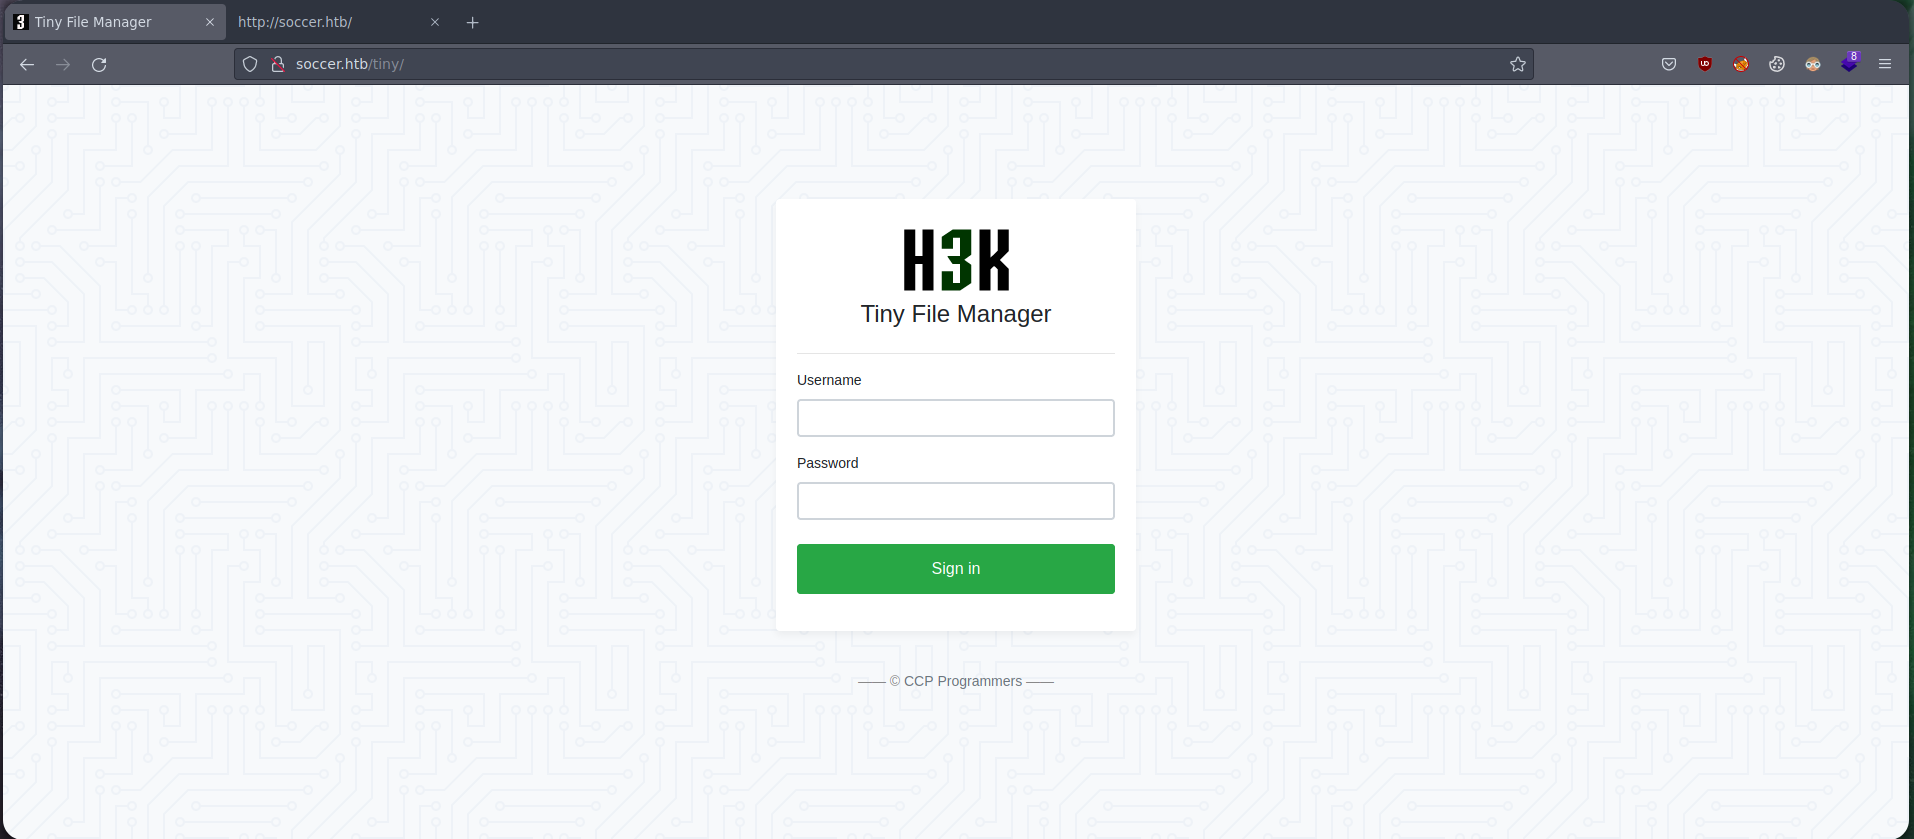 Tiny File Manager
http://soccer.htb/
soccer.htb/tiny/
8
H3K
Tiny File Manager
Username
Password
Sign in
—— © CCP Programmers ——